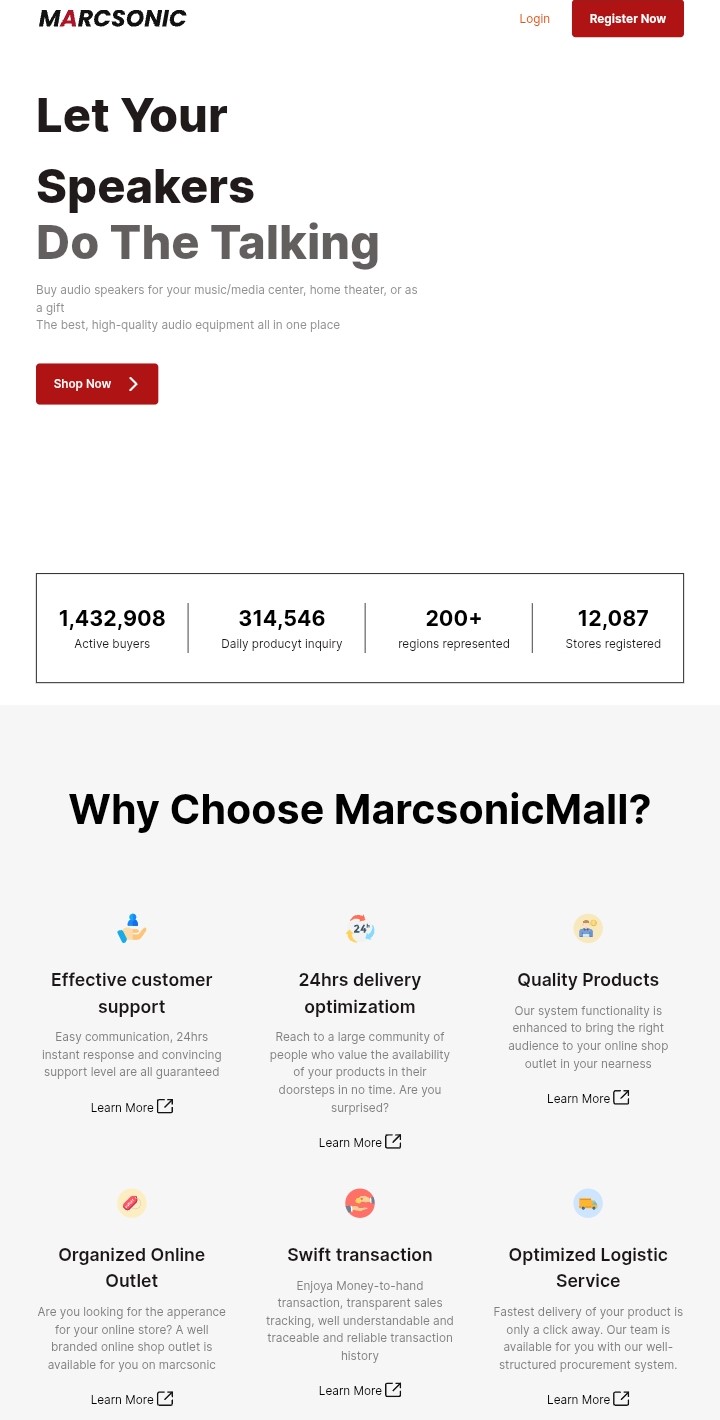 MARCSONIC
Login
Register Now
Let Your
Speakers
Do The Talking
Buy audio speakers for your music/media center, home theater, or as
a gift
The best, high-quality audio equipment all in one place
Shop Now
1,432,908
Active buyers
314,546
Daily producyt inquiry
200+
regions represented
12,087
Stores registered
Why Choose MarcsonicMall?
Effective customer
support
Easy communication, 24hrs
instant response and convincing
support level are all guaranteed
Learn More
24h
24hrs delivery
optimizatiom
Reach to a large community of
people who value the availability
of your products in their
doorsteps in no time. Are you
surprised?
Learn More
Quality Products
Our system functionality is
enhanced to bring the right
audience to your online shop
outlet in your nearness
Learn More
Organized Online
Outlet
Are you looking for the apperance
for your online store? A well
branded online shop outlet is
available for you on marcsonic
Learn More
Swift transaction
Enjoya Money-to-hand
transaction, transparent sales
tracking, well understandable and
traceable and reliable transaction
history
Learn More
Optimized Logistic
Service
Fastest delivery of your product is
only a click away. Our team is
available for you with our well-
structured procurement system.
Learn More